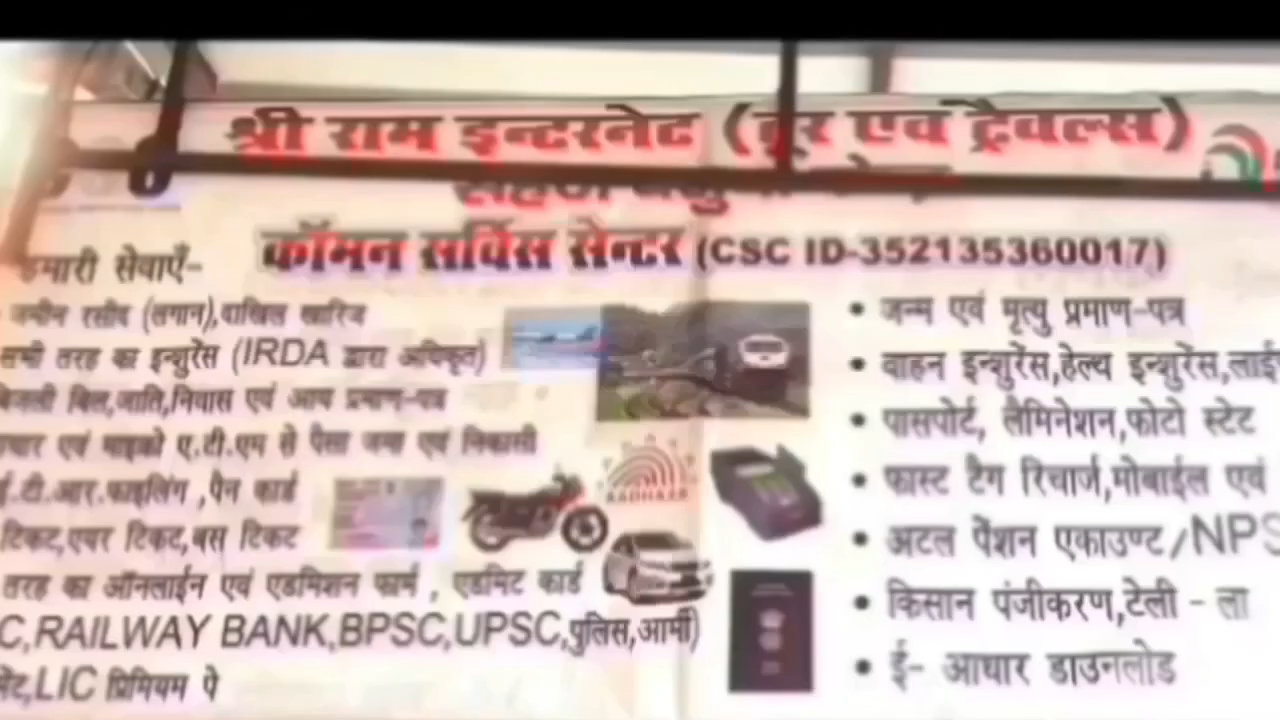 श्री राम इन्टरनेट (टूर एवं ट्रैवल्स)
कॉमन सर्विस सेन्टर (CSC ID-352135360017)
हमारी सेवाएँ-
जमीन रसीद (लगान),दाखिल खारिज
सभी तरह का इन्शुरेंस (IRDA द्वारा अधिकृत)
बिजली बिल,जाति,निवास एवं आय प्रमाण-पत्र
एवं माइक्रो ए.टी.एम से पैसा जमा एवं निकासी
ई.टी.आर.फाइलिंग ,पैन कार्ड
टिकट,एयर टिकट,बस टिकट
तरह का ऑनलाईन एवं एडमिशन फार्म , एडमिट कार्ड
C,RAILWAY BANK,BPSC,UPSC,पुलिस,आर्मी)
मेंट,LIC प्रिमियम पे
AADHAAR
• जन्म एवं मृत्यु प्रमाण-पत्र
• वाहन इन्शुरेंस,हेल्थ इन्शुरेंस,लाई
• पासपोर्ट, लैमिनेशन,फोटो स्टेट
• फास्ट टैग रिचार्ज,मोबाईल एवं
• अटल पेंशन एकाउण्ट/NPS
• किसान पंजीकरण,टेली - ला
• ई- आधार डाउनलोड